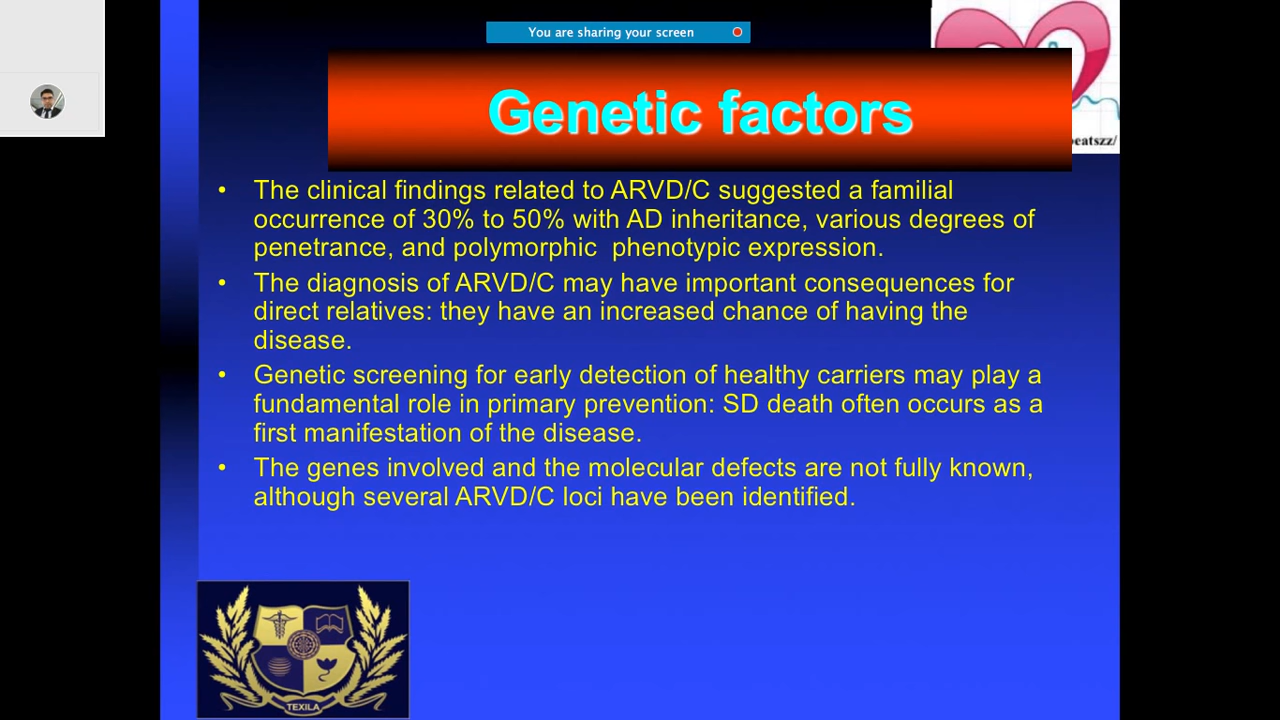 You are sharing your screen
Genetic factors
eatszz/
• The clinical findings related to ARVD/C suggested a familial
occurrence of 30% to 50% with AD inheritance, various degrees of
penetrance, and polymorphic  phenotypic expression.
• The diagnosis of ARVD/C may have important consequences for
direct relatives: they have an increased chance of having the
disease.
• Genetic screening for early detection of healthy carriers may play a
fundamental role in primary prevention: SD death often occurs as a
first manifestation of the disease.
• The genes involved and the molecular defects are not fully known,
although several ARVD/C loci have been identified.
TEXILA